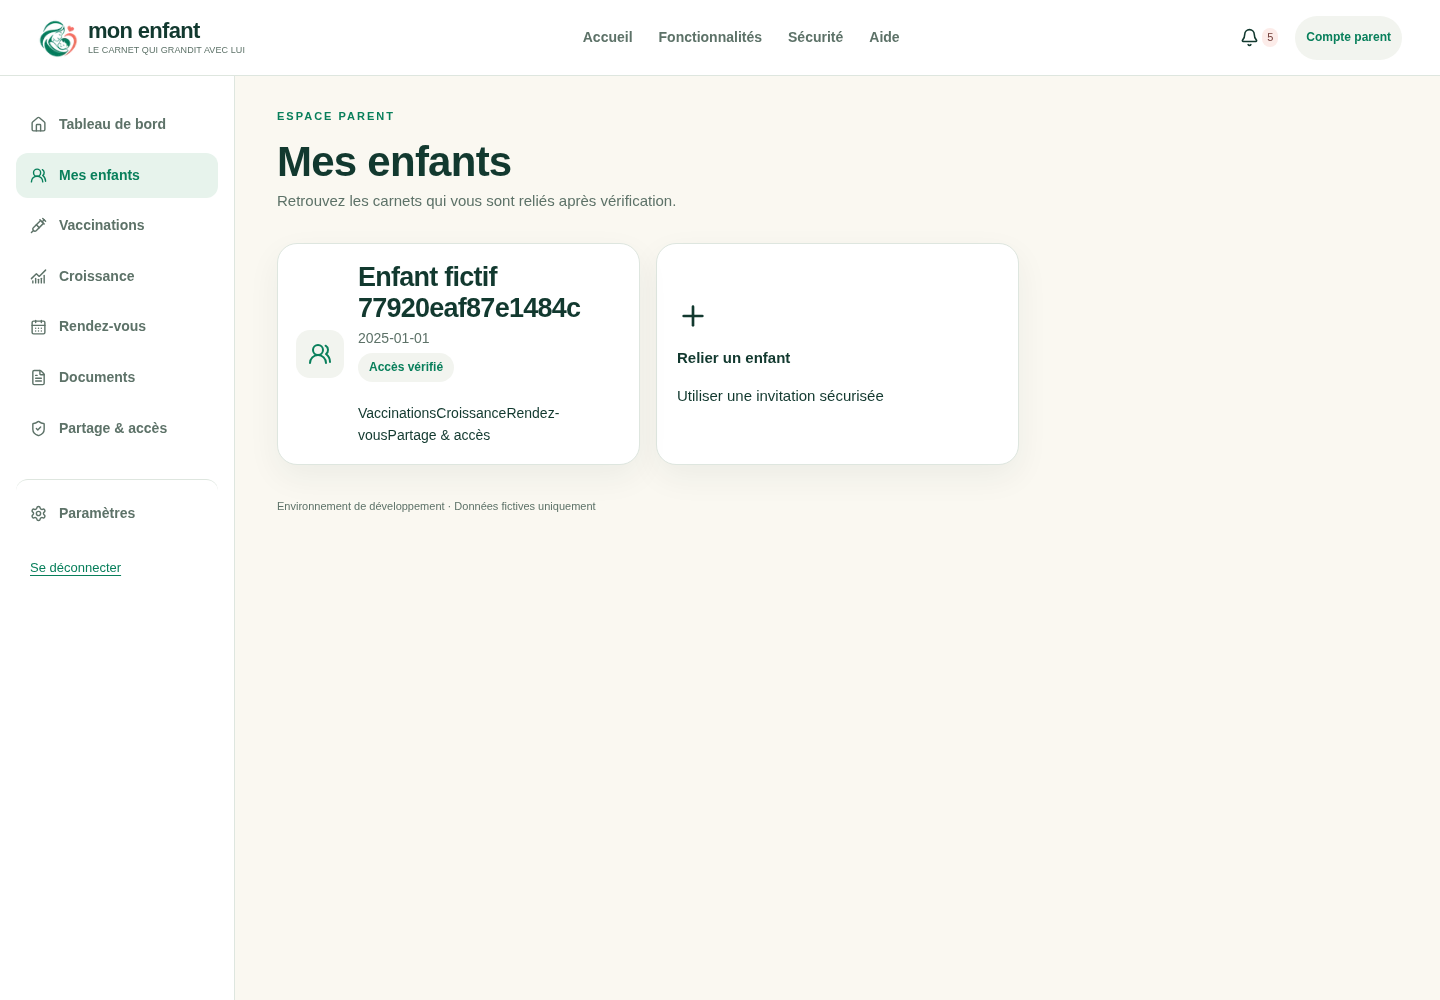 mon enfant
LE CARNET QUI GRANDIT AVEC LUI
Accueil
Fonctionnalités
Sécurité
Aide
5
Compte parent
Tableau de bord
Mes enfants
Vaccinations
Croissance
Rendez-vous
Documents
Partage & accès
Paramètres
Se déconnecter
ESPACE PARENT
Mes enfants
Retrouvez les carnets qui vous sont reliés après vérification.
Enfant fictif
77920eaf87e1484c
2025-01-01
Accès vérifié
VaccinationsCroissanceRendez-
vousPartage & accès
Relier un enfant
Utiliser une invitation sécurisée
Environnement de développement · Données fictives uniquement